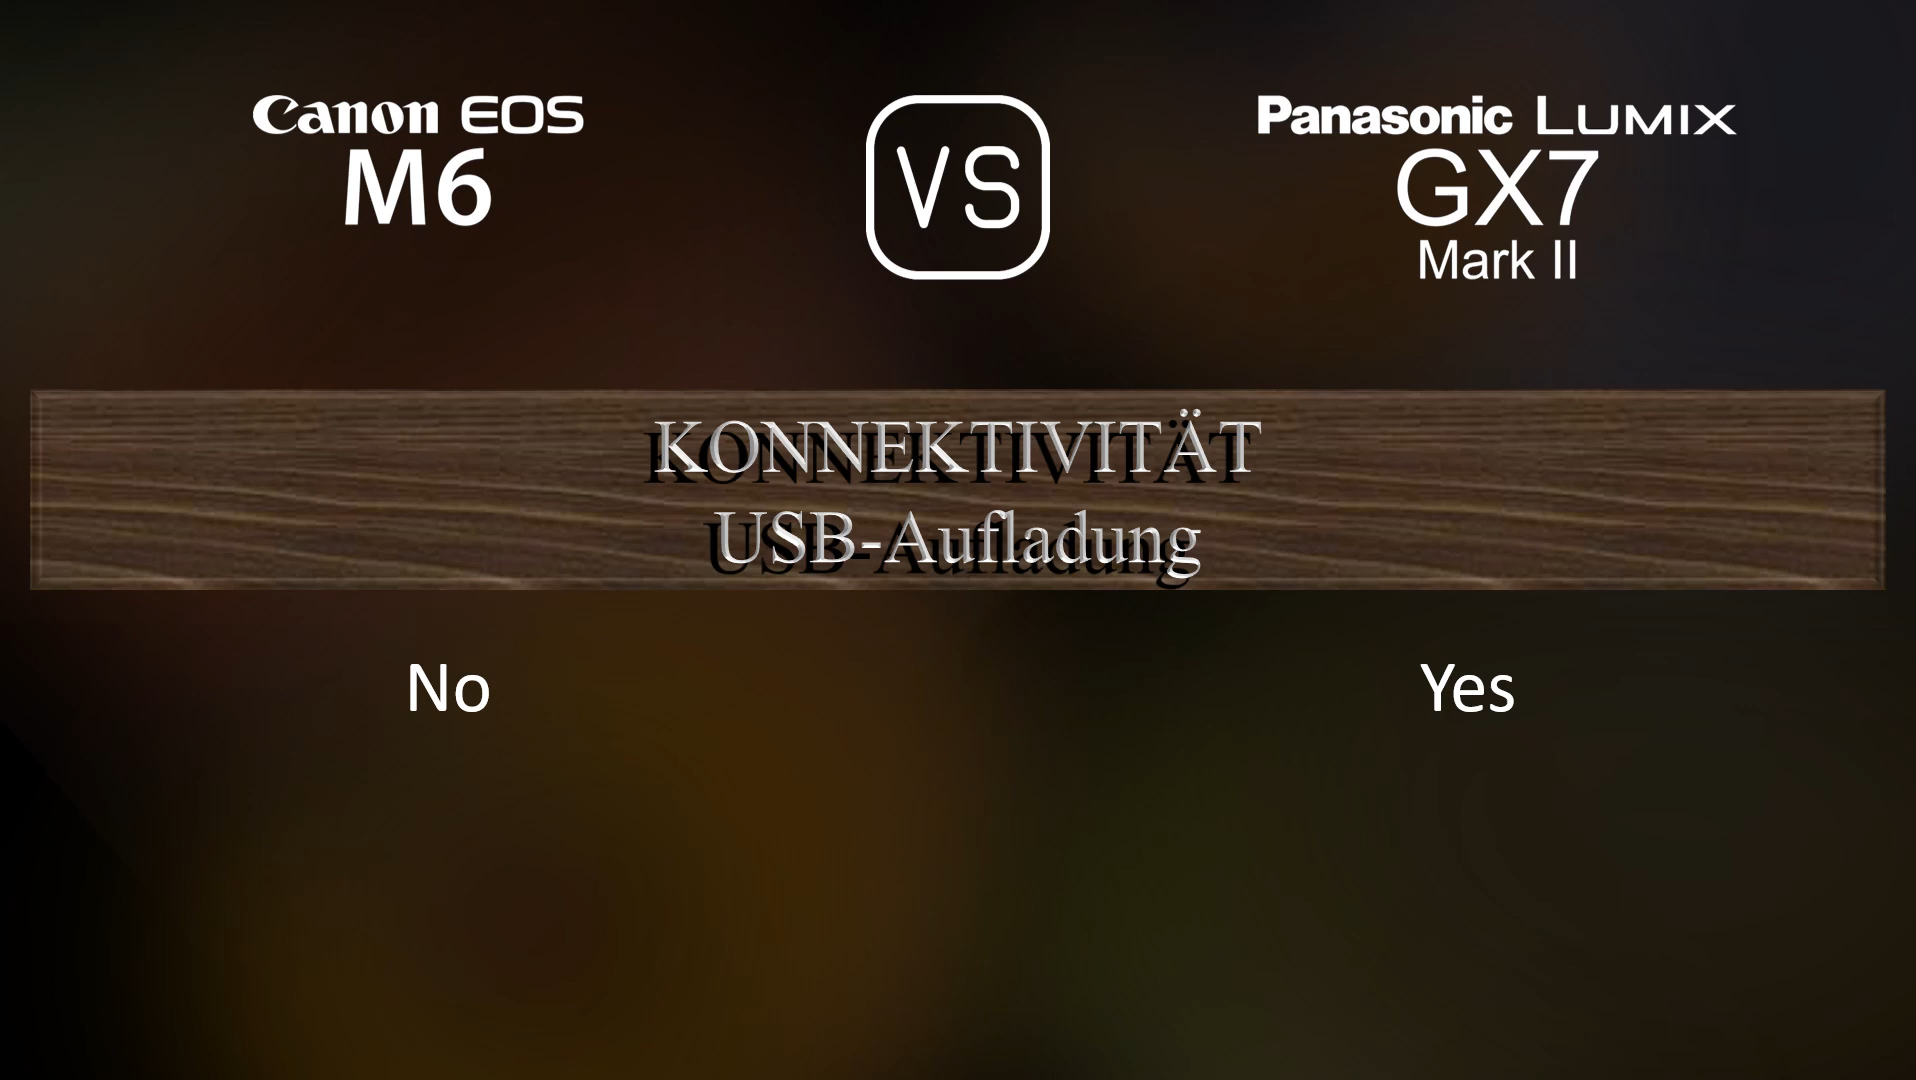 Canon EOS
M6
VS
Panasonic LUMIX
GX7
Mark II
KONNEKTIVITÄT
USB-Aufladung
No
Yes